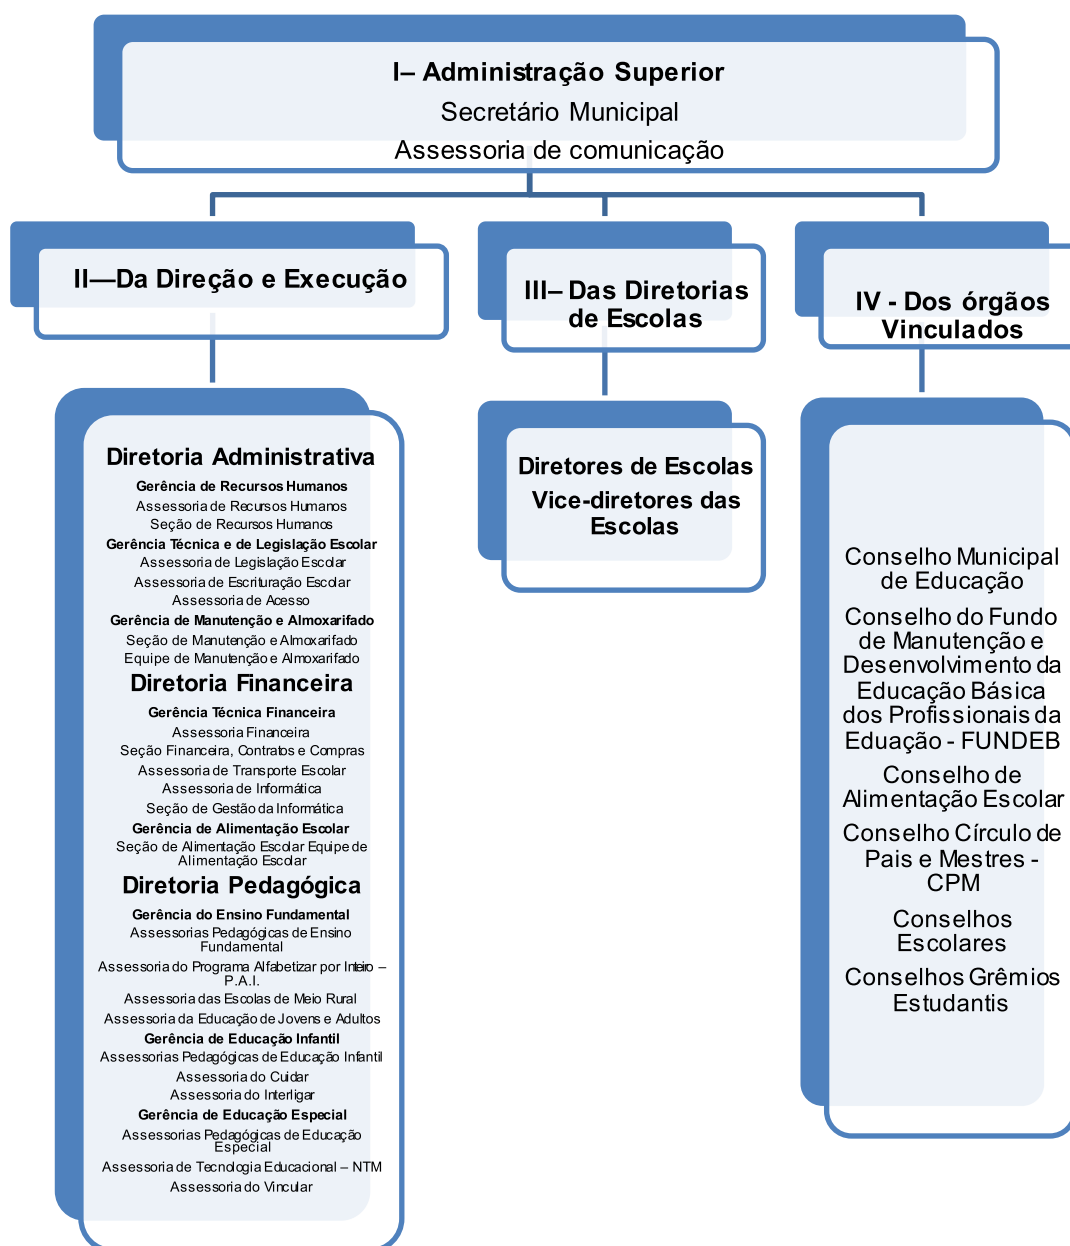 I– Administração Superior
Secretário Municipal
Assessoria de comunicação
II—Da Direção e Execução
Diretoria Administrativa
Gerência de Recursos Humanos
Assessoria de Recursos Humanos
Seção de Recursos Humanos
Gerência Técnica e de Legislação Escolar
Assessoria de Legislação Escolar
Assessoria de Escrituração Escolar
Assessoria de Acesso
Gerência de Manutenção e Almoxarifado
Seção de Manutenção e Almoxarifado
Equipe de Manutenção e Almoxarifado
Diretoria Financeira
Gerência Técnica Financeira
Assessoria Financeira
Seção Financeira, Contratos e Compras
Assessoria de Transporte Escolar
Assessoria de Informática
Seção de Gestão da Informática
Gerência de Alimentação Escolar
Seção de Alimentação Escolar Equipe de
Alimentação Escolar
Diretoria Pedagógica
Gerência do Ensino Fundamental
Assessorias Pedagógicas de Ensino
Fundamental
Assessoria do Programa Alfabetizar por Inteiro –
P.A.I.
Assessoria das Escolas de Meio Rural
Assessoria da Educação de Jovens e Adultos
Gerência de Educação Infantil
Assessorias Pedagógicas de Educação Infantil
Assessoria do Cuidar
Assessoria do Interligar
Gerência de Educação Especial
Assessorias Pedagógicas de Educação
Especial
Assessoria de Tecnologia Educacional – NTM
Assessoria do Vincular
III– Das Diretorias
de Escolas
Diretores de Escolas
Vice-diretores das
Escolas
IV - Dos órgãos
Vinculados
Conselho Municipal
de Educação
Conselho do Fundo
de Manutenção e
Desenvolvimento da
Educação Básica
dos Profissionais da
Eduação - FUNDEB
Conselho de
Alimentação Escolar
Conselho Círculo de
Pais e Mestres -
CPM
Conselhos
Escolares
Conselhos Grêmios
Estudantis